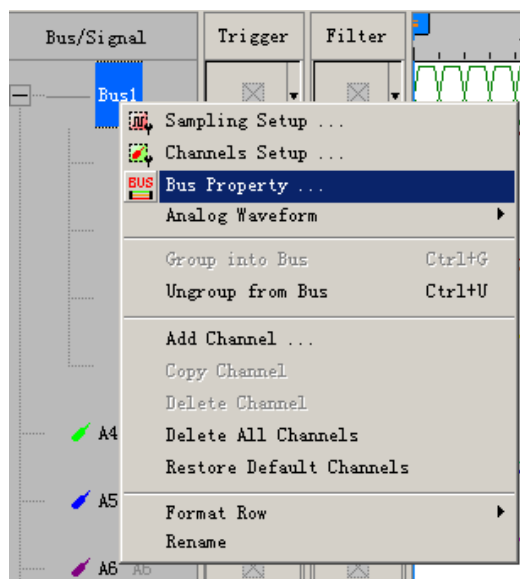 Bus/Signal Trigger Filter
Bus1
Sampling Setup ...
Channels Setup ...
BUS Bus Property ...
Analog Waveform
Group into Bus Ctrl+G
Ungroup from Bus Ctrl+U
Add Channel ...
Copy Channel
Delete Channel
A4 Delete All Channels
Restore Default Channels
A5 Format Row
Rename
A6 A6